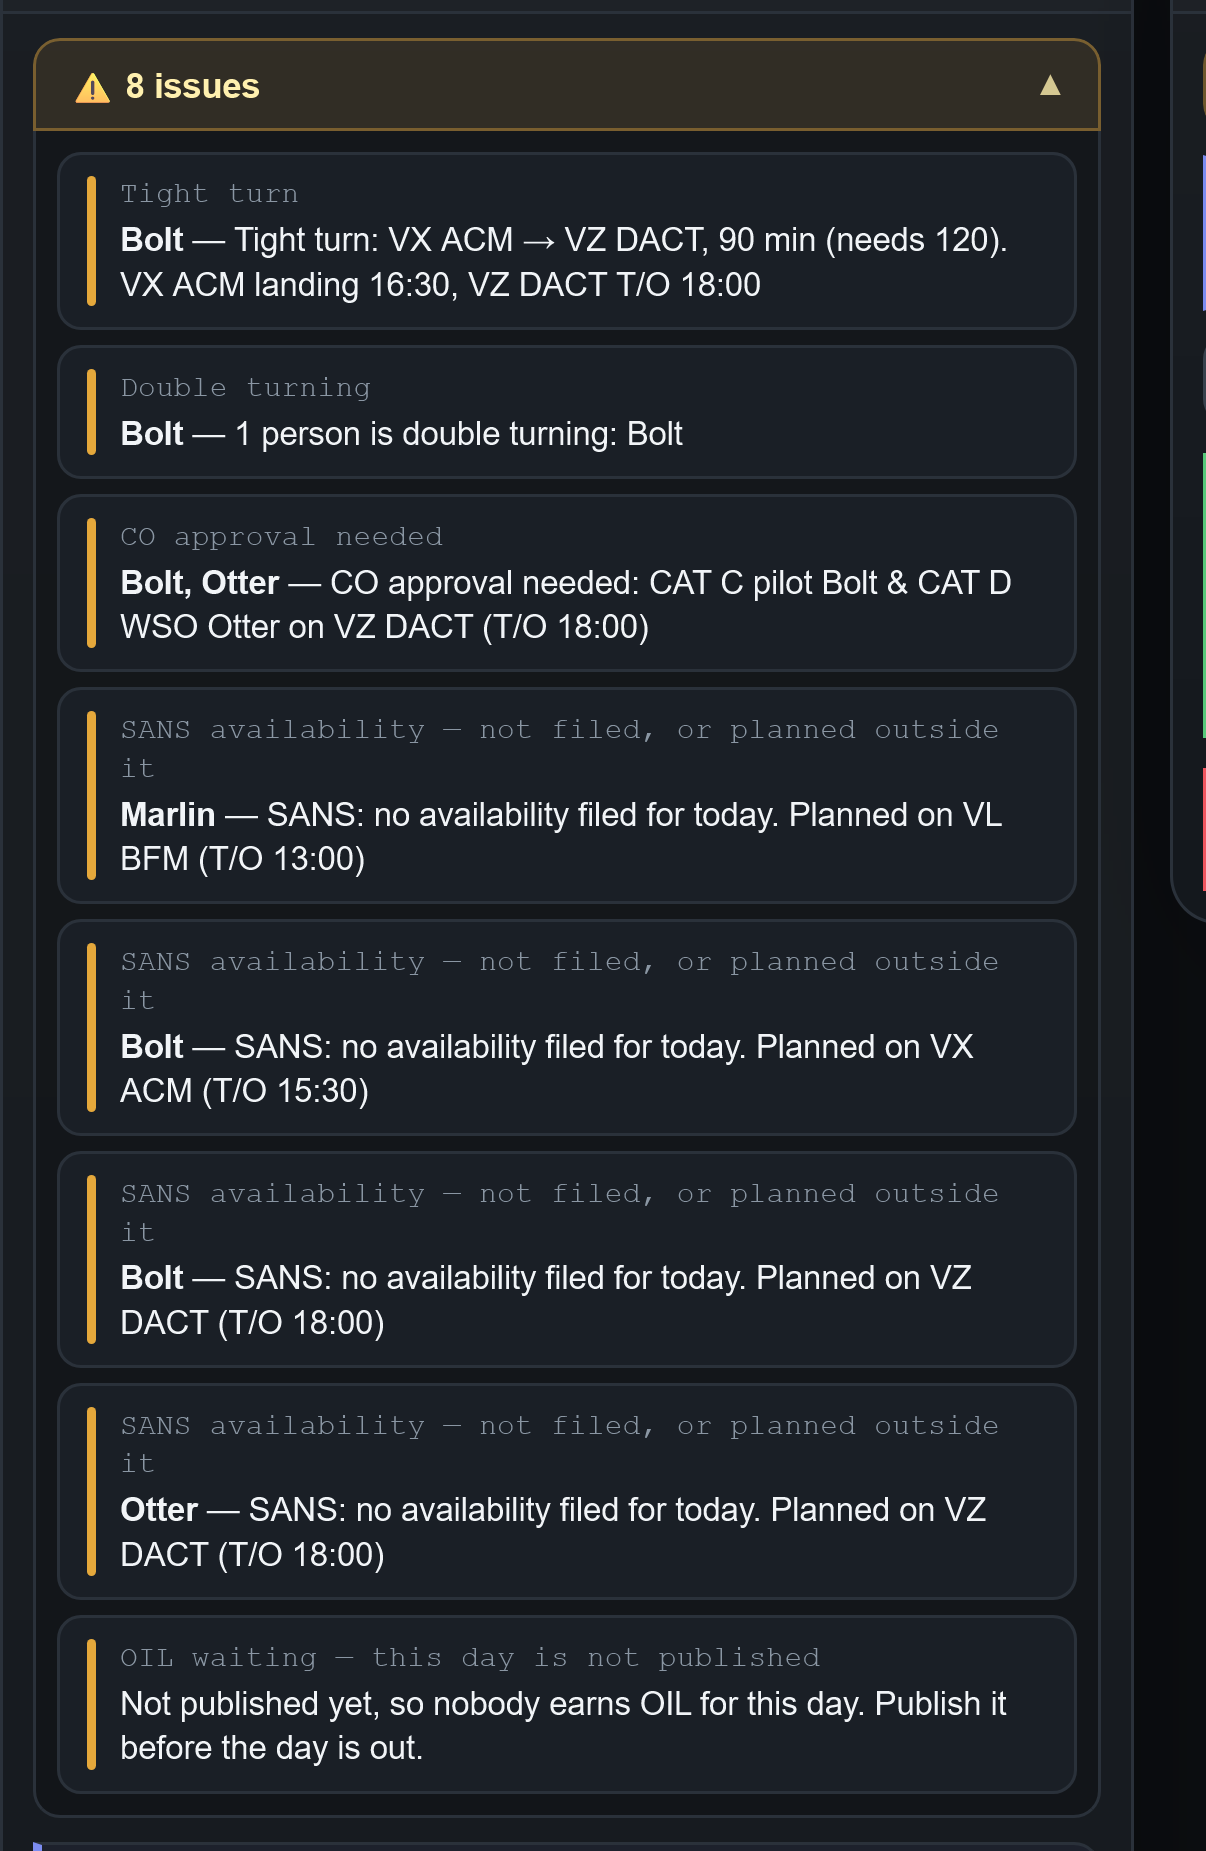 ⚠️ 8 issues ▲
Tight turn
Bolt — Tight turn: VX ACM → VZ DACT, 90 min (needs 120).
VX ACM landing 16:30, VZ DACT T/O 18:00
Double turning
Bolt — 1 person is double turning: Bolt
CO approval needed
Bolt, Otter — CO approval needed: CAT C pilot Bolt & CAT D
WSO Otter on VZ DACT (T/O 18:00)
SANS availability — not filed, or planned outside
it
Marlin — SANS: no availability filed for today. Planned on VL
BFM (T/O 13:00)
SANS availability — not filed, or planned outside
it
Bolt — SANS: no availability filed for today. Planned on VX
ACM (T/O 15:30)
SANS availability — not filed, or planned outside
it
Bolt — SANS: no availability filed for today. Planned on VZ
DACT (T/O 18:00)
SANS availability — not filed, or planned outside
it
Otter — SANS: no availability filed for today. Planned on VZ
DACT (T/O 18:00)
OIL waiting — this day is not published
Not published yet, so nobody earns OIL for this day. Publish it
before the day is out.